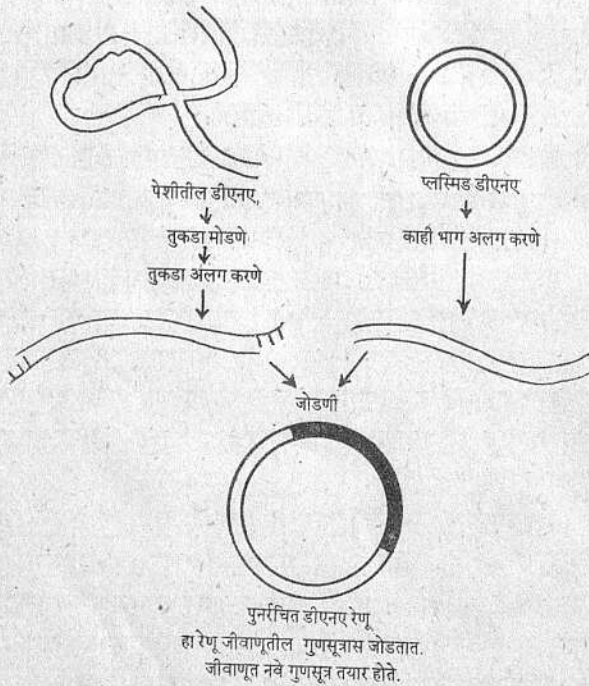 पेशीतील डीएनए,
तुकडा मोडणे
तुकडा अलग करणे
प्लस्मिड डीएनए
काही भाग अलग करणे
जोडणी
पुनर्रचित डीएनए रेणू
हा रेणू जीवाणूतील गुणसूत्रास जोडतात.
जीवाणूत नवे गुणसूत्र तयार होते.